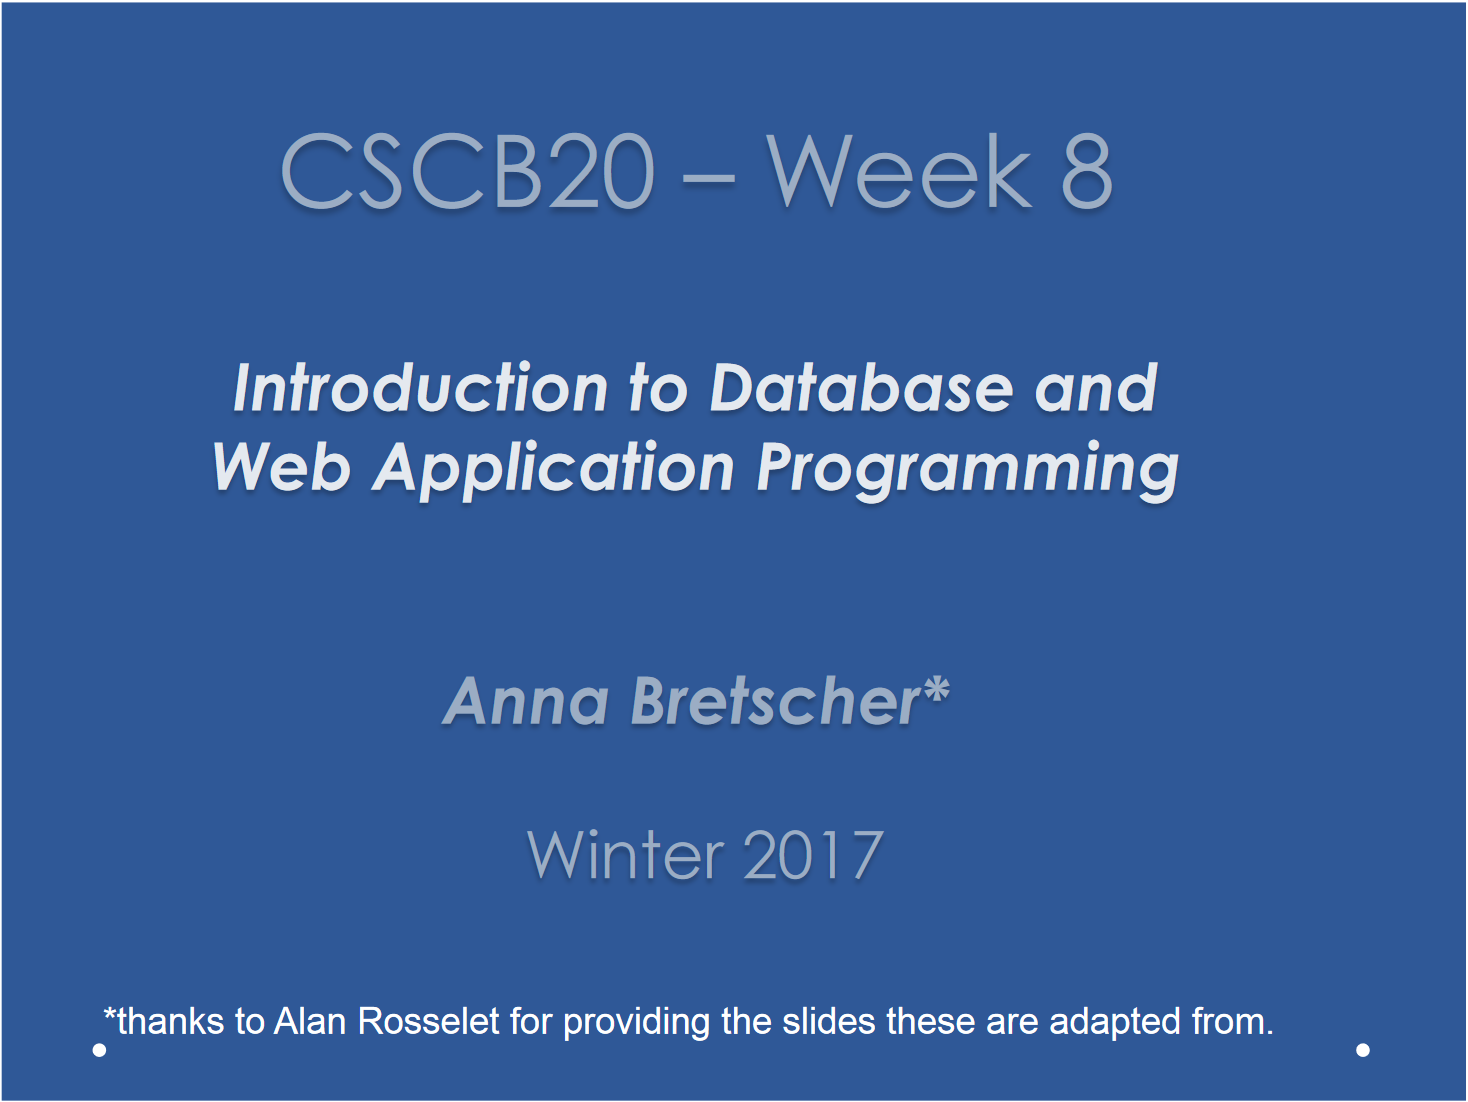 CSCB20 – Week 8
Introduction to Database and
Web Application Programming
Anna Bretscher*
Winter 2017
*thanks to Alan Rosselet for providing the slides these are adapted from.